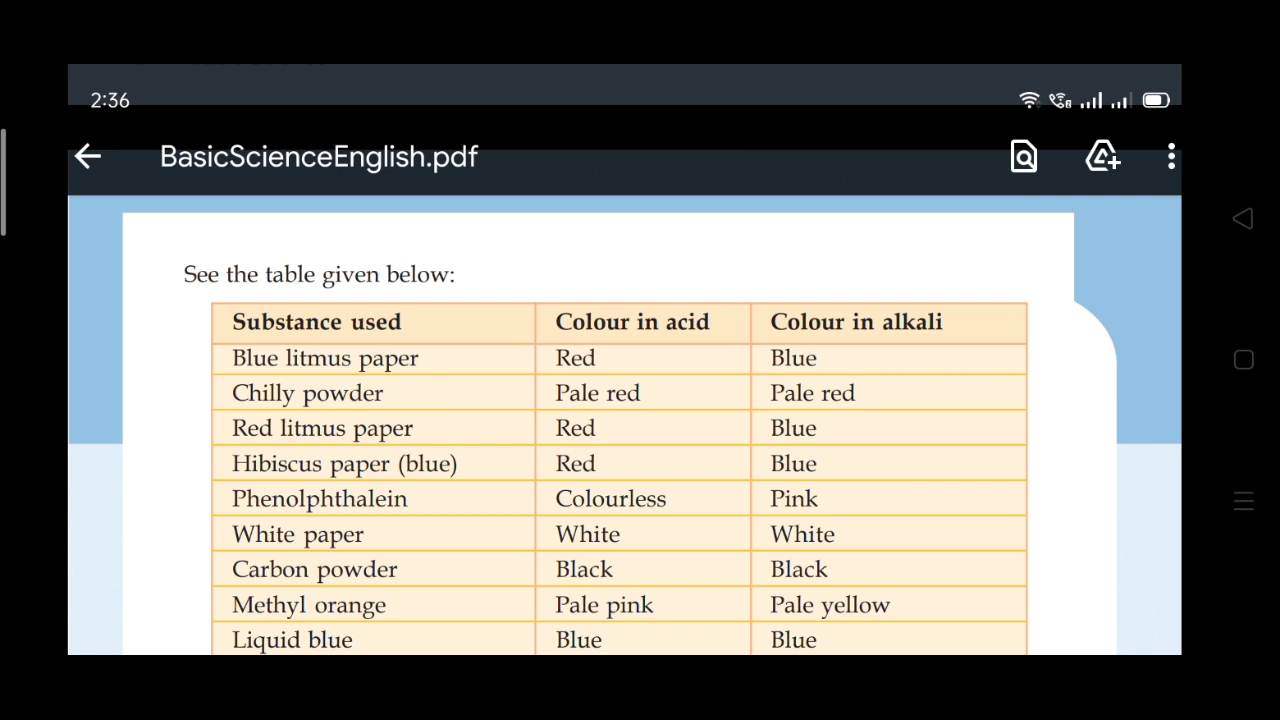 2:36
BasicScienceEnglish.pdf
See the table given below:
Substance used Colour in acid Colour in alkali
Blue litmus paper Red Blue
Chilly powder Pale red Pale red
Red litmus paper Red Blue
Hibiscus paper (blue) Red Blue
Phenolphthalein Colourless Pink
White paper White White
Carbon powder Black Black
Methyl orange Pale pink Pale yellow
Liquid blue Blue Blue